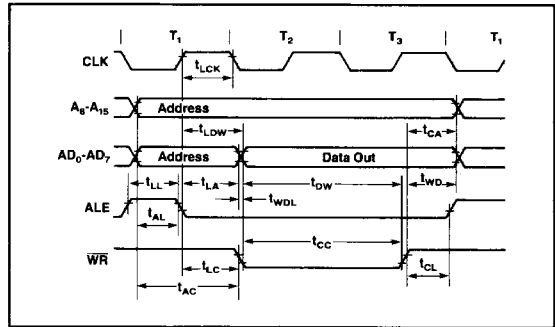 T₁ T₂ T₃ T₁
CLK
tLCK
A₈-A₁₅ Address
tLDW tCA
AD₀-AD₇ Address Data Out
tLL tLA tDW tWD
tWDL
ALE
tAL
tCC
WR
tLC tCL
tAC